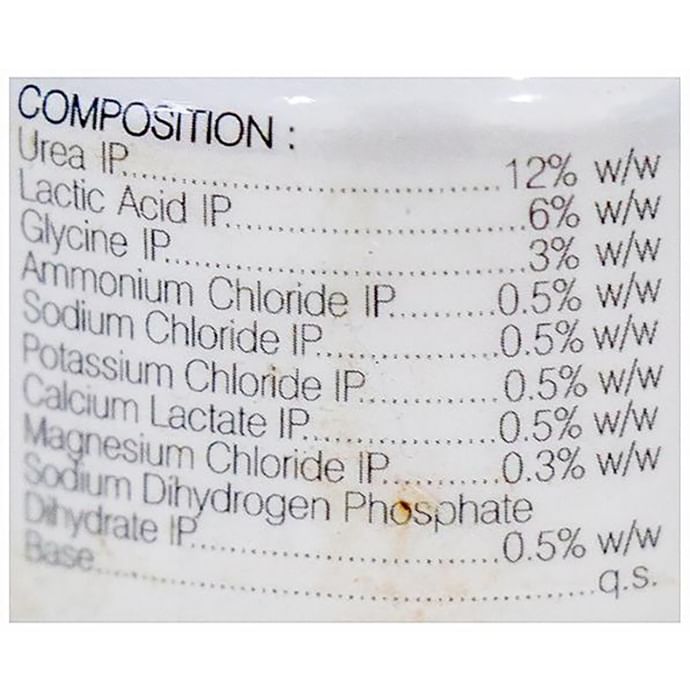 COMPOSITION :
Urea IP..............................12% w/w
Lactic Acid IP..............................6% w/w
Glycine IP..............................3% w/w
Ammonium Chloride IP..........0.5% w/w
Sodium Chloride IP..................0.5% w/w
Potassium Chloride IP..............0.5% w/w
Calcium Lactate IP....................0.5% w/w
Magnesium Chloride IP...........0.3% w/w
Sodium Dihydrogen Phosphate
Dihydrate IP..............................0.5% w/w
Base..............................q.s.